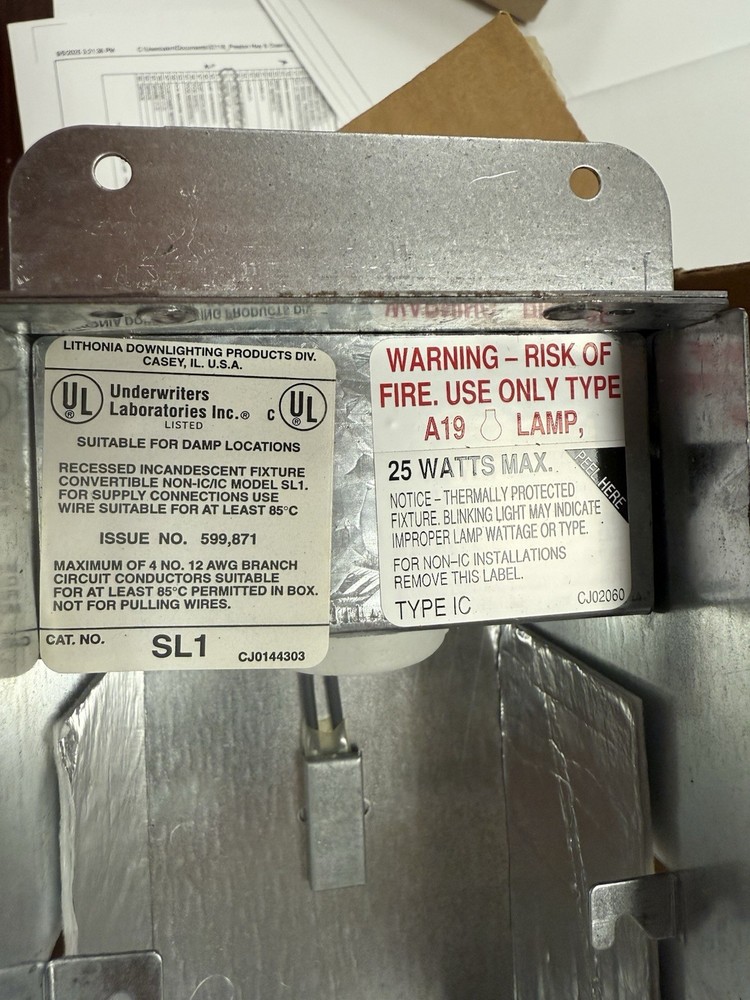 LITHONIA DOWNLIGHTING PRODUCTS DIV.
CASEY, IL. U.S.A.
UL
®
Underwriters
Laboratories Inc.®
LISTED
C UL
®
SUITABLE FOR DAMP LOCATIONS
RECESSED INCANDESCENT FIXTURE
CONVERTIBLE NON-IC/IC MODEL SL1.
FOR SUPPLY CONNECTIONS USE
WIRE SUITABLE FOR AT LEAST 85°C
ISSUE NO. 599,871
MAXIMUM OF 4 NO. 12 AWG BRANCH
CIRCUIT CONDUCTORS SUITABLE
FOR AT LEAST 85°C PERMITTED IN BOX.
NOT FOR PULLING WIRES.
CAT. NO. SL1 CJ0144303
WARNING – RISK OF
FIRE. USE ONLY TYPE
A19 LAMP,
25 WATTS MAX.
PEEL HERE
NOTICE – THERMALLY PROTECTED
FIXTURE. BLINKING LIGHT MAY INDICATE
IMPROPER LAMP WATTAGE OR TYPE.
FOR NON-IC INSTALLATIONS
REMOVE THIS LABEL.
TYPE IC CJ02060